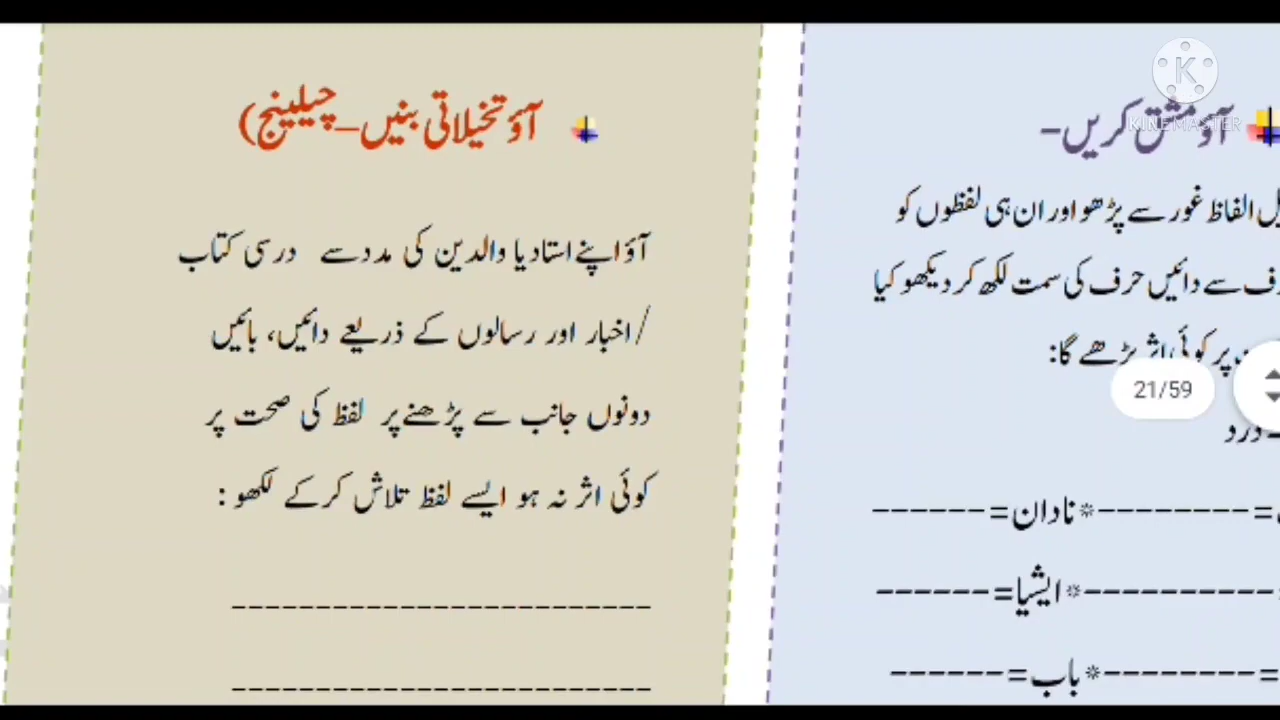 آؤ مشق کریں-
الفاظ غور سے پڑھو اور ان ہی لفظوں کو
سے دائیں حرف کی سمت لکھ کر دیکھو کیا
پر کوئی اثر پڑھے گا:
درد
=--------*نادان=------
=----------*ایشیا=------
=--------*باب=------
آؤ تخیلاتی بنیں-چیلینج)
آؤ اپنے استاد یا والدین کی مدد سے درسی کتاب
/اخبار اور رسالوں کے ذریعے دائیں، بائیں
دونوں جانب سے پڑھنے پر لفظ کی صحت پر
کوئی اثر نہ ہو ایسے لفظ تلاش کرکے لکھو :
-------------------------
-------------------------
K
KINEMASTER
21/59